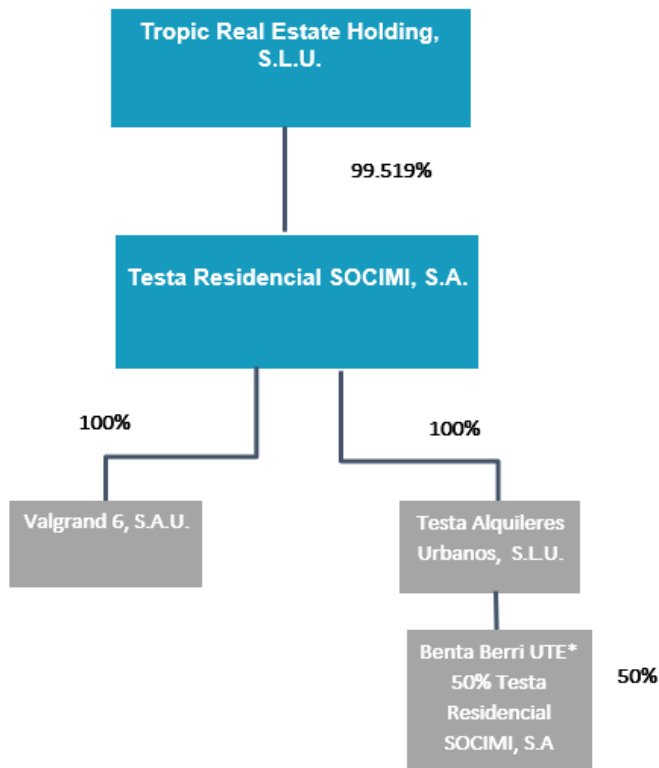 Tropic Real Estate Holding,
S.L.U.
99.519%
Testa Residencial SOCIMI, S.A.
100%
100%
Valgrand 6, S.A.U.
Testa Alquileres
Urbanos, S.L.U.
Benta Berri UTE*
50% Testa
Residencial
SOCIMI, S.A
50%